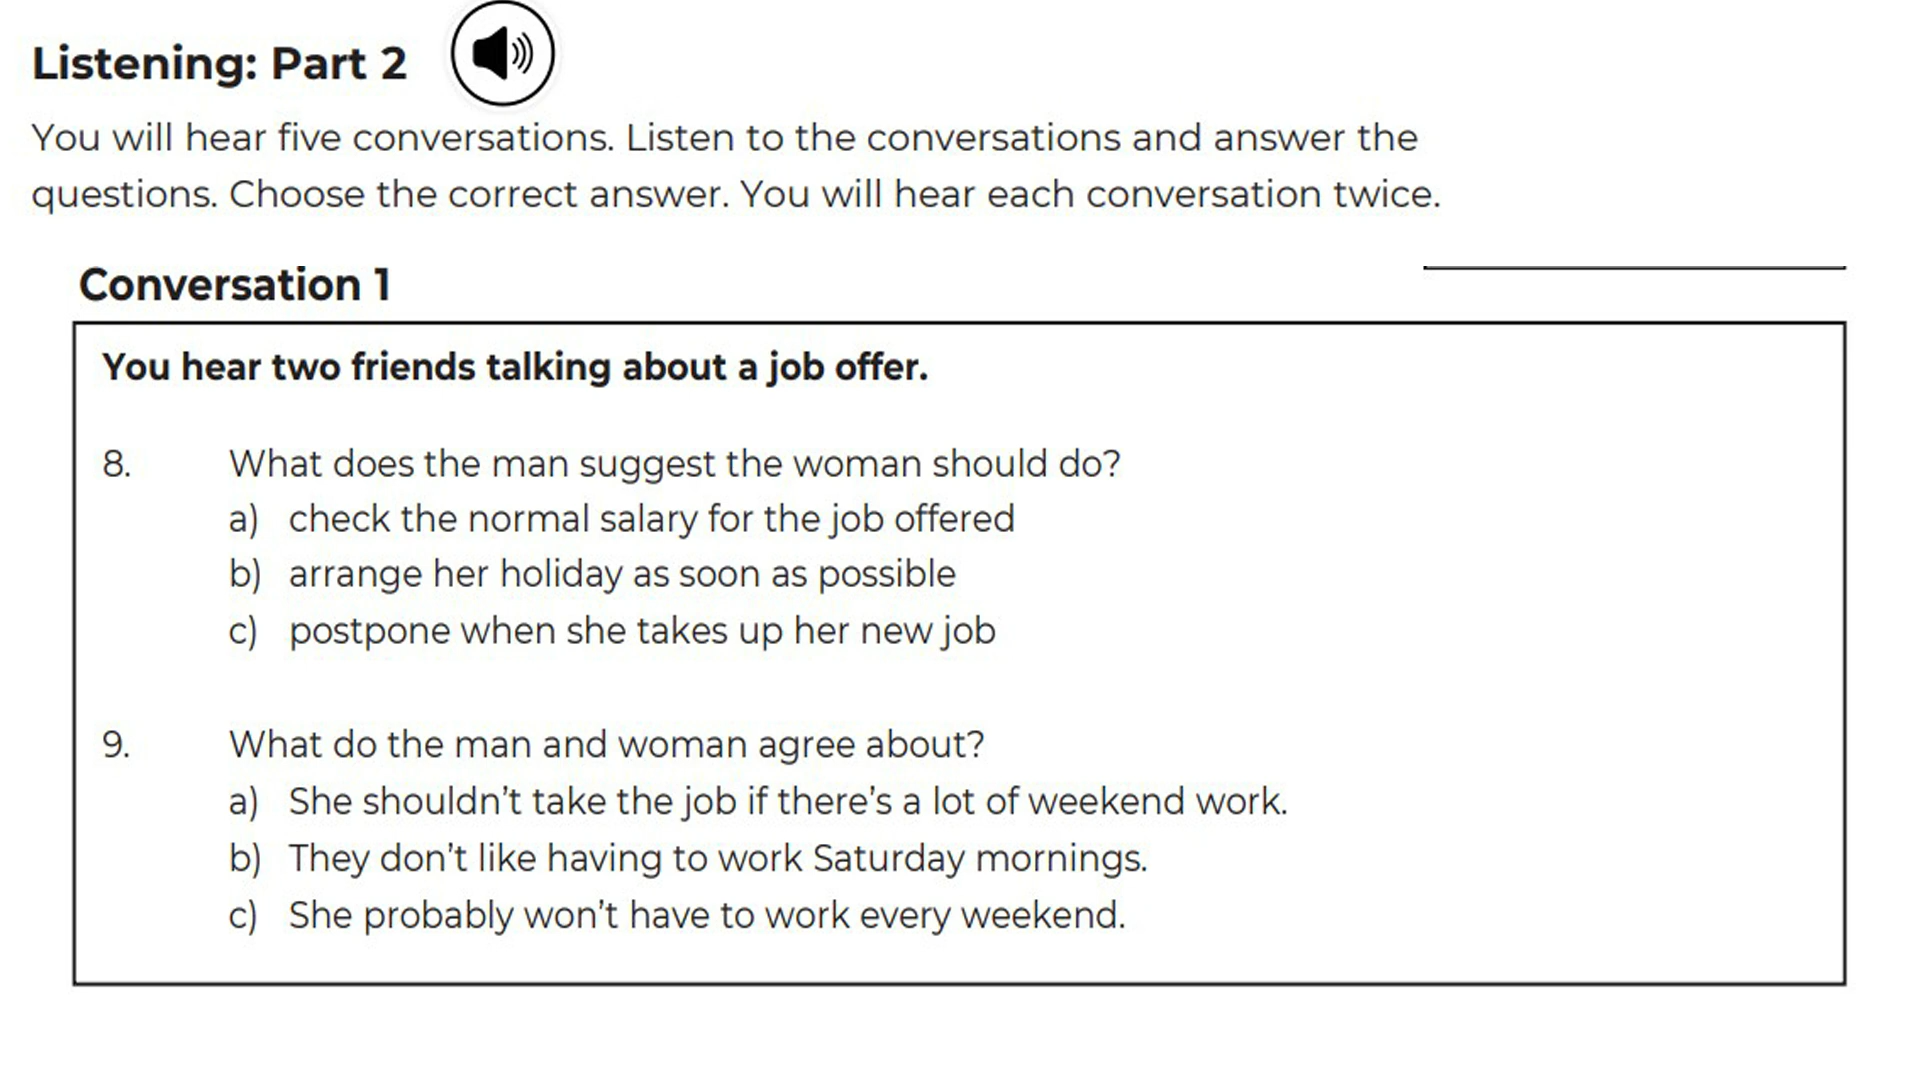 Listening: Part 2
You will hear five conversations. Listen to the conversations and answer the
questions. Choose the correct answer. You will hear each conversation twice.
Conversation 1
You hear two friends talking about a job offer.
8. What does the man suggest the woman should do?
a) check the normal salary for the job offered
b) arrange her holiday as soon as possible
c) postpone when she takes up her new job
9. What do the man and woman agree about?
a) She shouldn't take the job if there's a lot of weekend work.
b) They don't like having to work Saturday mornings.
c) She probably won't have to work every weekend.